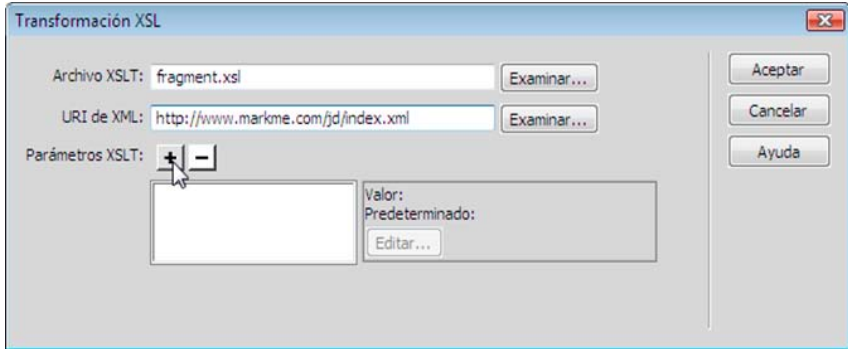 Transformación XSL
Archivo XSLT: fragment.xsl Examinar...
URI de XML: http://www.markme.com/jd/index.xml Examinar...
Parámetros XSLT: + −
Valor:
Predeterminado:
Editar...
Aceptar
Cancelar
Ayuda